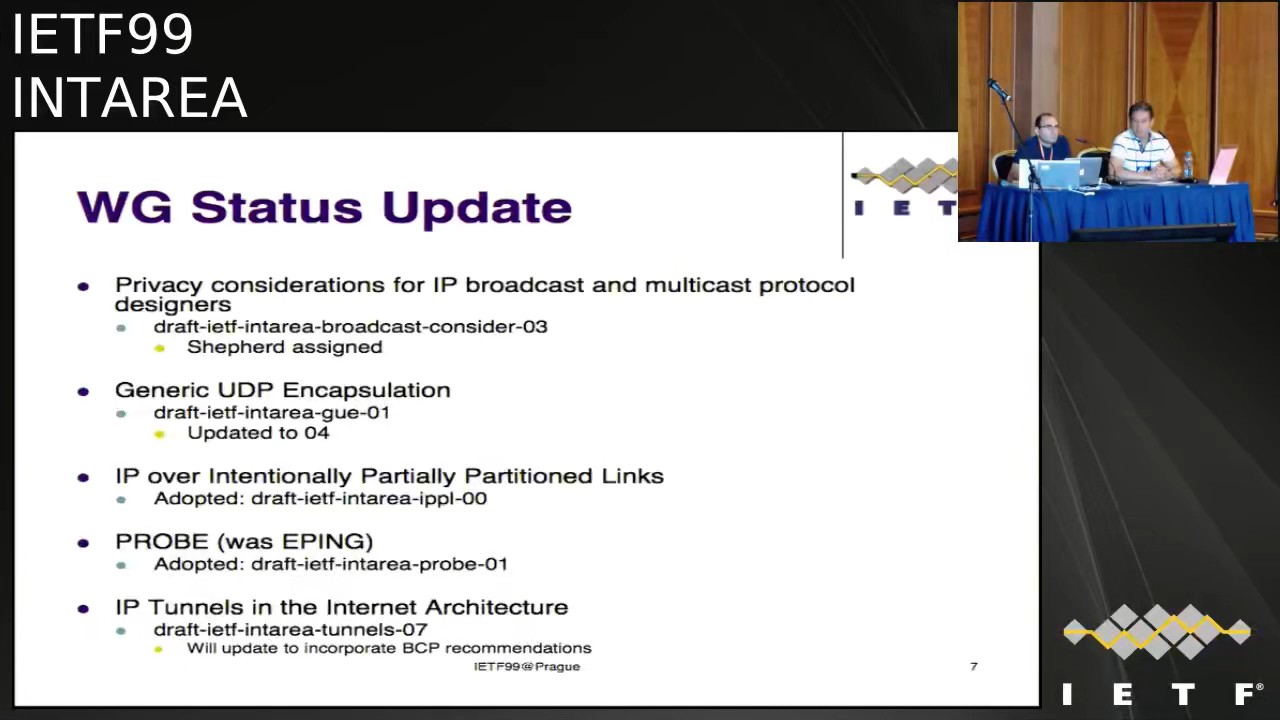 IETF99
INTAREA
WG Status Update
I E T
Privacy considerations for IP broadcast and multicast protocol
designers
draft-ietf-intarea-broadcast-consider-03
Shepherd assigned
Generic UDP Encapsulation
draft-ietf-intarea-gue-01
Updated to 04
IP over Intentionally Partially Partitioned Links
Adopted: draft-ietf-intarea-ippl-00
PROBE (was EPING)
Adopted: draft-ietf-intarea-probe-01
IP Tunnels in the Internet Architecture
draft-ietf-intarea-tunnels-07
Will update to incorporate BCP recommendations
IETF99@Prague
7
I E T F®